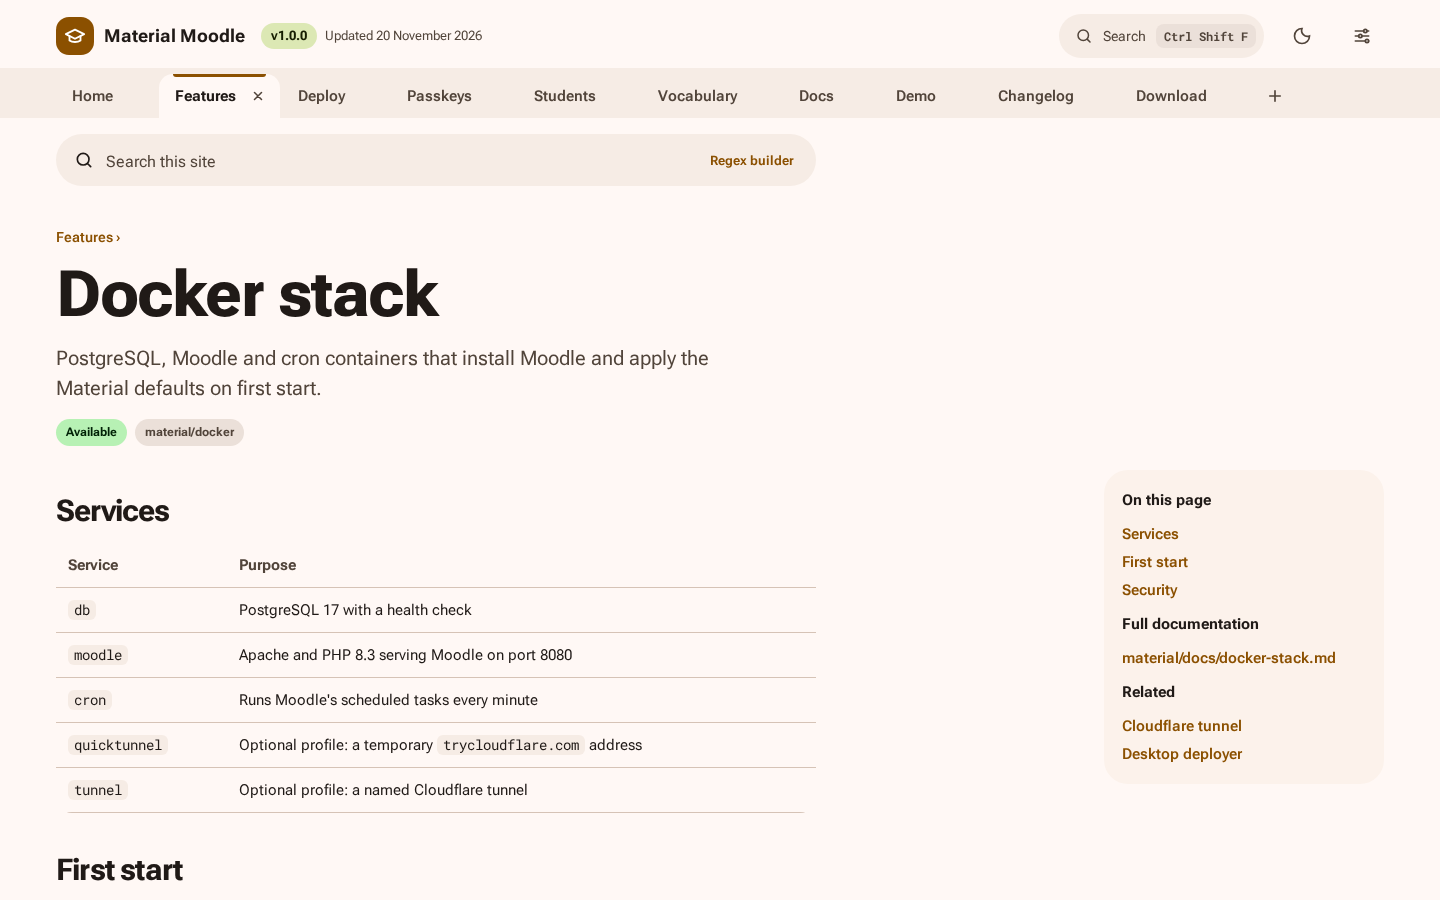 Material Moodle
v1.0.0
Updated 20 November 2026
Search
Ctrl Shift F
Home
Features
Deploy
Passkeys
Students
Vocabulary
Docs
Demo
Changelog
Download
Search this site
Regex builder
Features ›
Docker stack
PostgreSQL, Moodle and cron containers that install Moodle and apply the
Material defaults on first start.
Available
material/docker
Services
Service Purpose
db PostgreSQL 17 with a health check
moodle Apache and PHP 8.3 serving Moodle on port 8080
cron Runs Moodle's scheduled tasks every minute
quicktunnel Optional profile: a temporary trycloudflare.com address
tunnel Optional profile: a named Cloudflare tunnel
First start
On this page
Services
First start
Security
Full documentation
material/docs/docker-stack.md
Related
Cloudflare tunnel
Desktop deployer